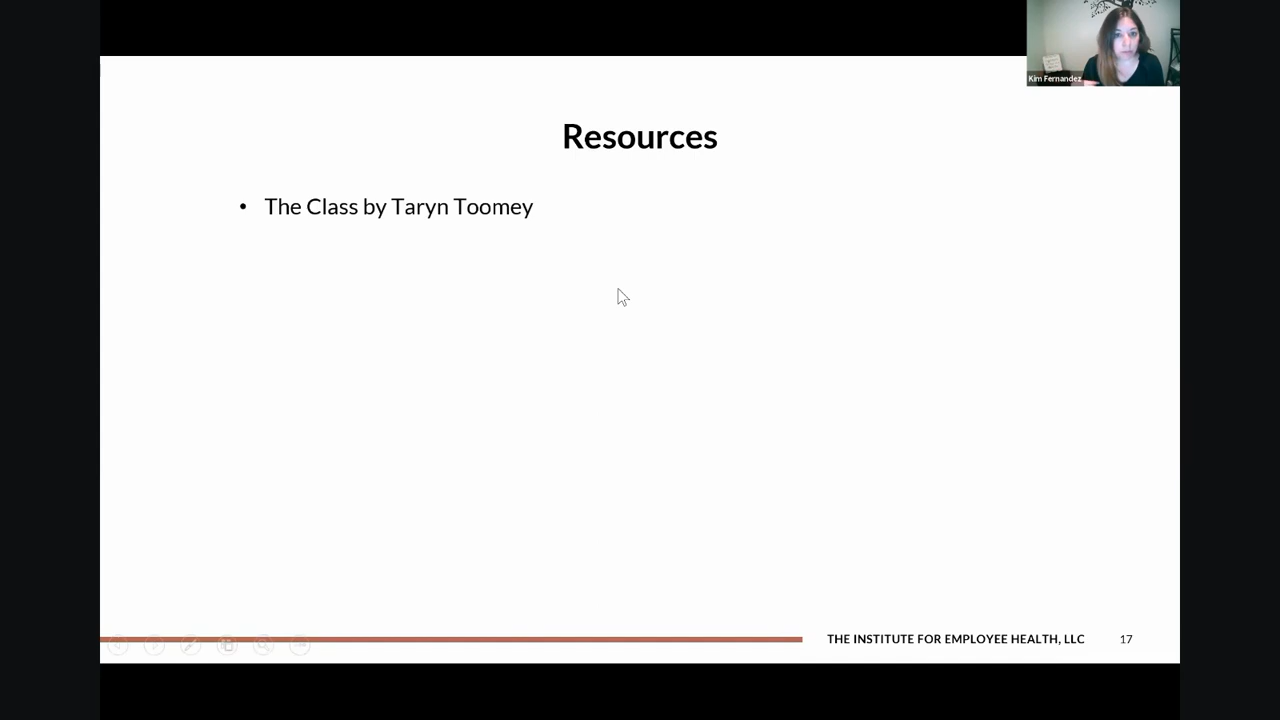 Kim Fernandez
Resources
• The Class by Taryn Toomey
THE INSTITUTE FOR EMPLOYEE HEALTH, LLC 17